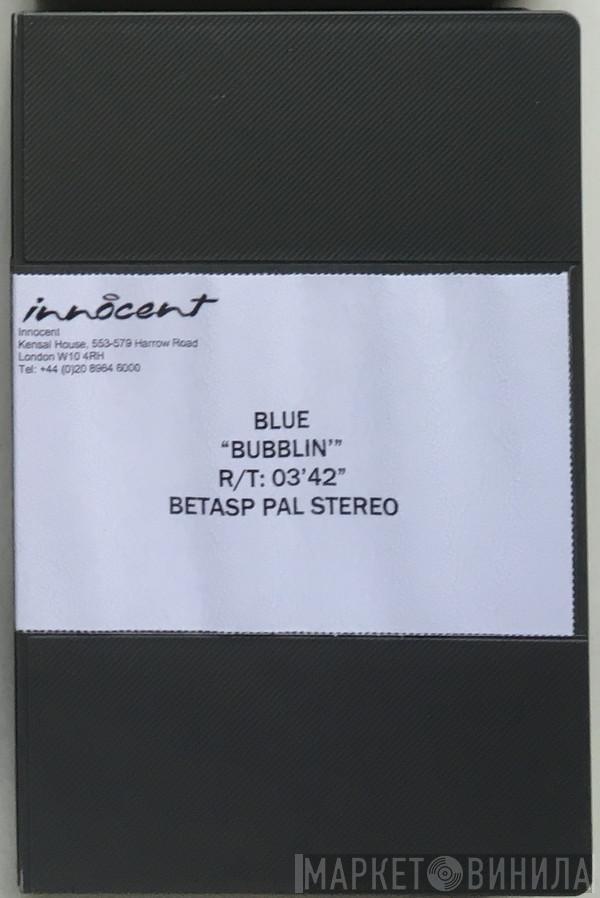 innocent
Innocent
Kensal House, 553-579 Harrow Road
London W10 4RH
Tel: +44 (0)20 8964 6000
BLUE
“BUBBLIN’”
R/T: 03’42”
BETASP PAL STEREO
МАРКЕТ ВИНИЛА